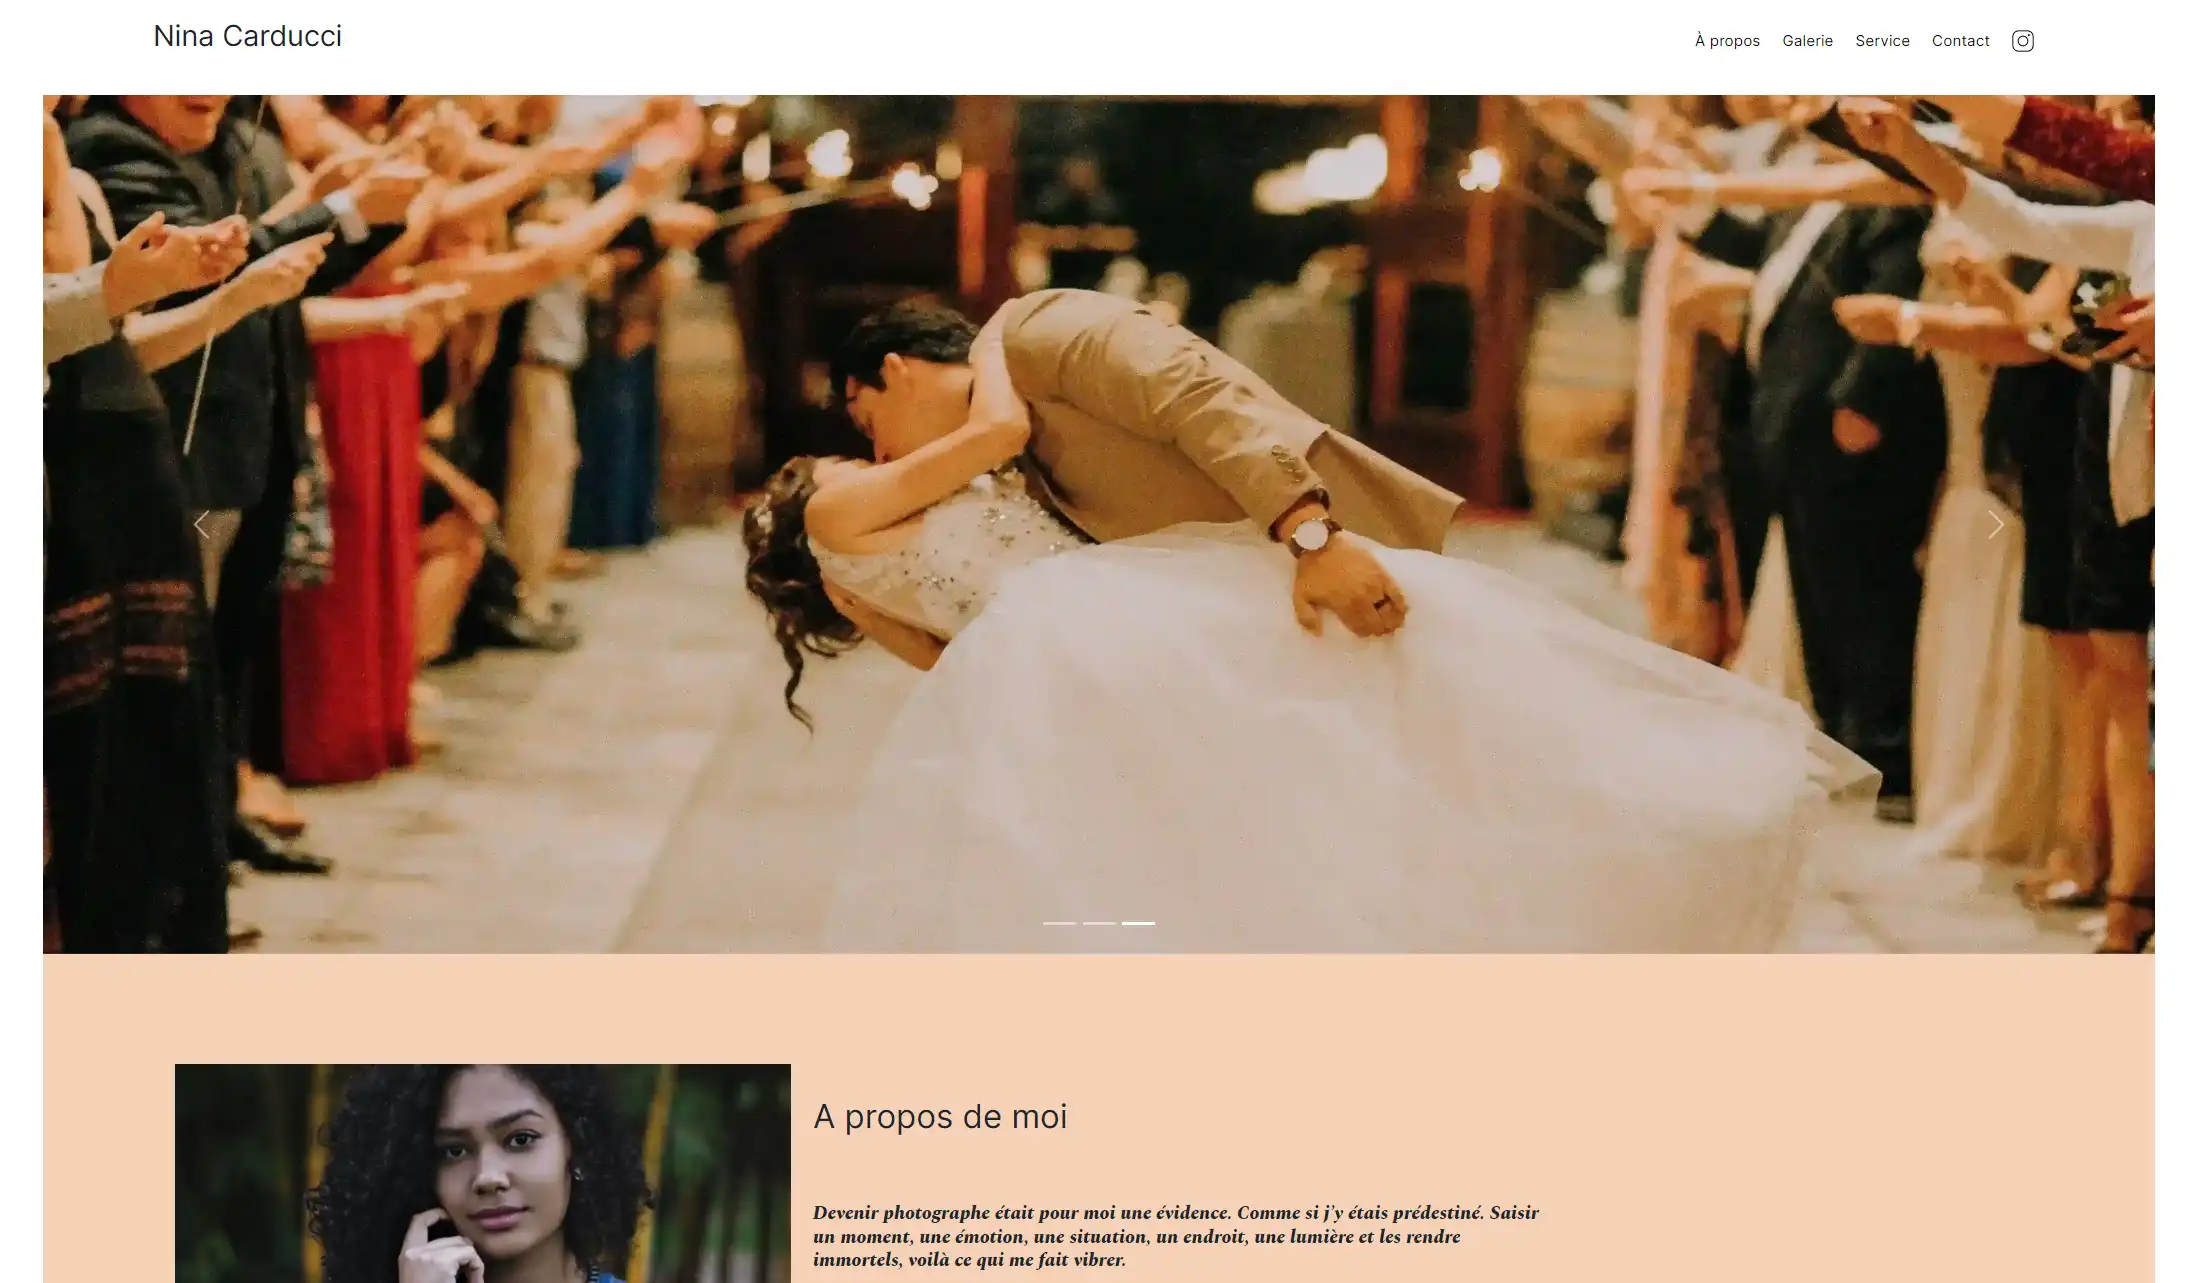 Nina Carducci
À propos Galerie Service Contact
A propos de moi
Devenir photographe était pour moi une évidence. Comme si j'y étais prédestiné. Saisir
un moment, une émotion, une situation, un endroit, une lumière et les rendre
immortels, voilà ce qui me fait vibrer.